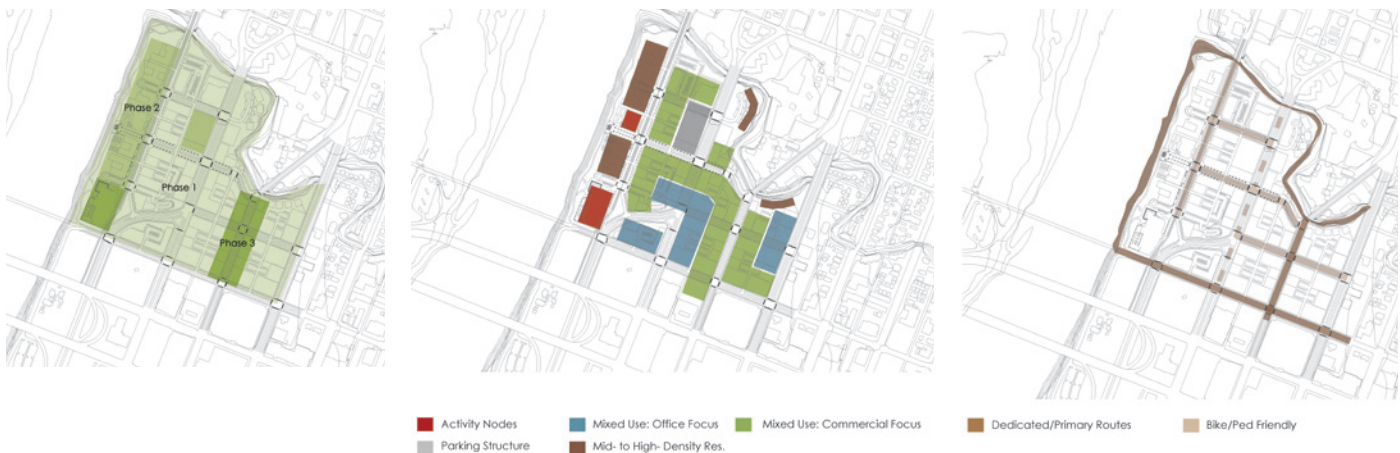 Phase 2
Phase 1
Phase 3
Activity Nodes
Mixed Use: Office Focus
Mixed Use: Commercial Focus
Dedicated/Primary Routes
Bike/Ped Friendly
Parking Structure
Mid- to High- Density Res.